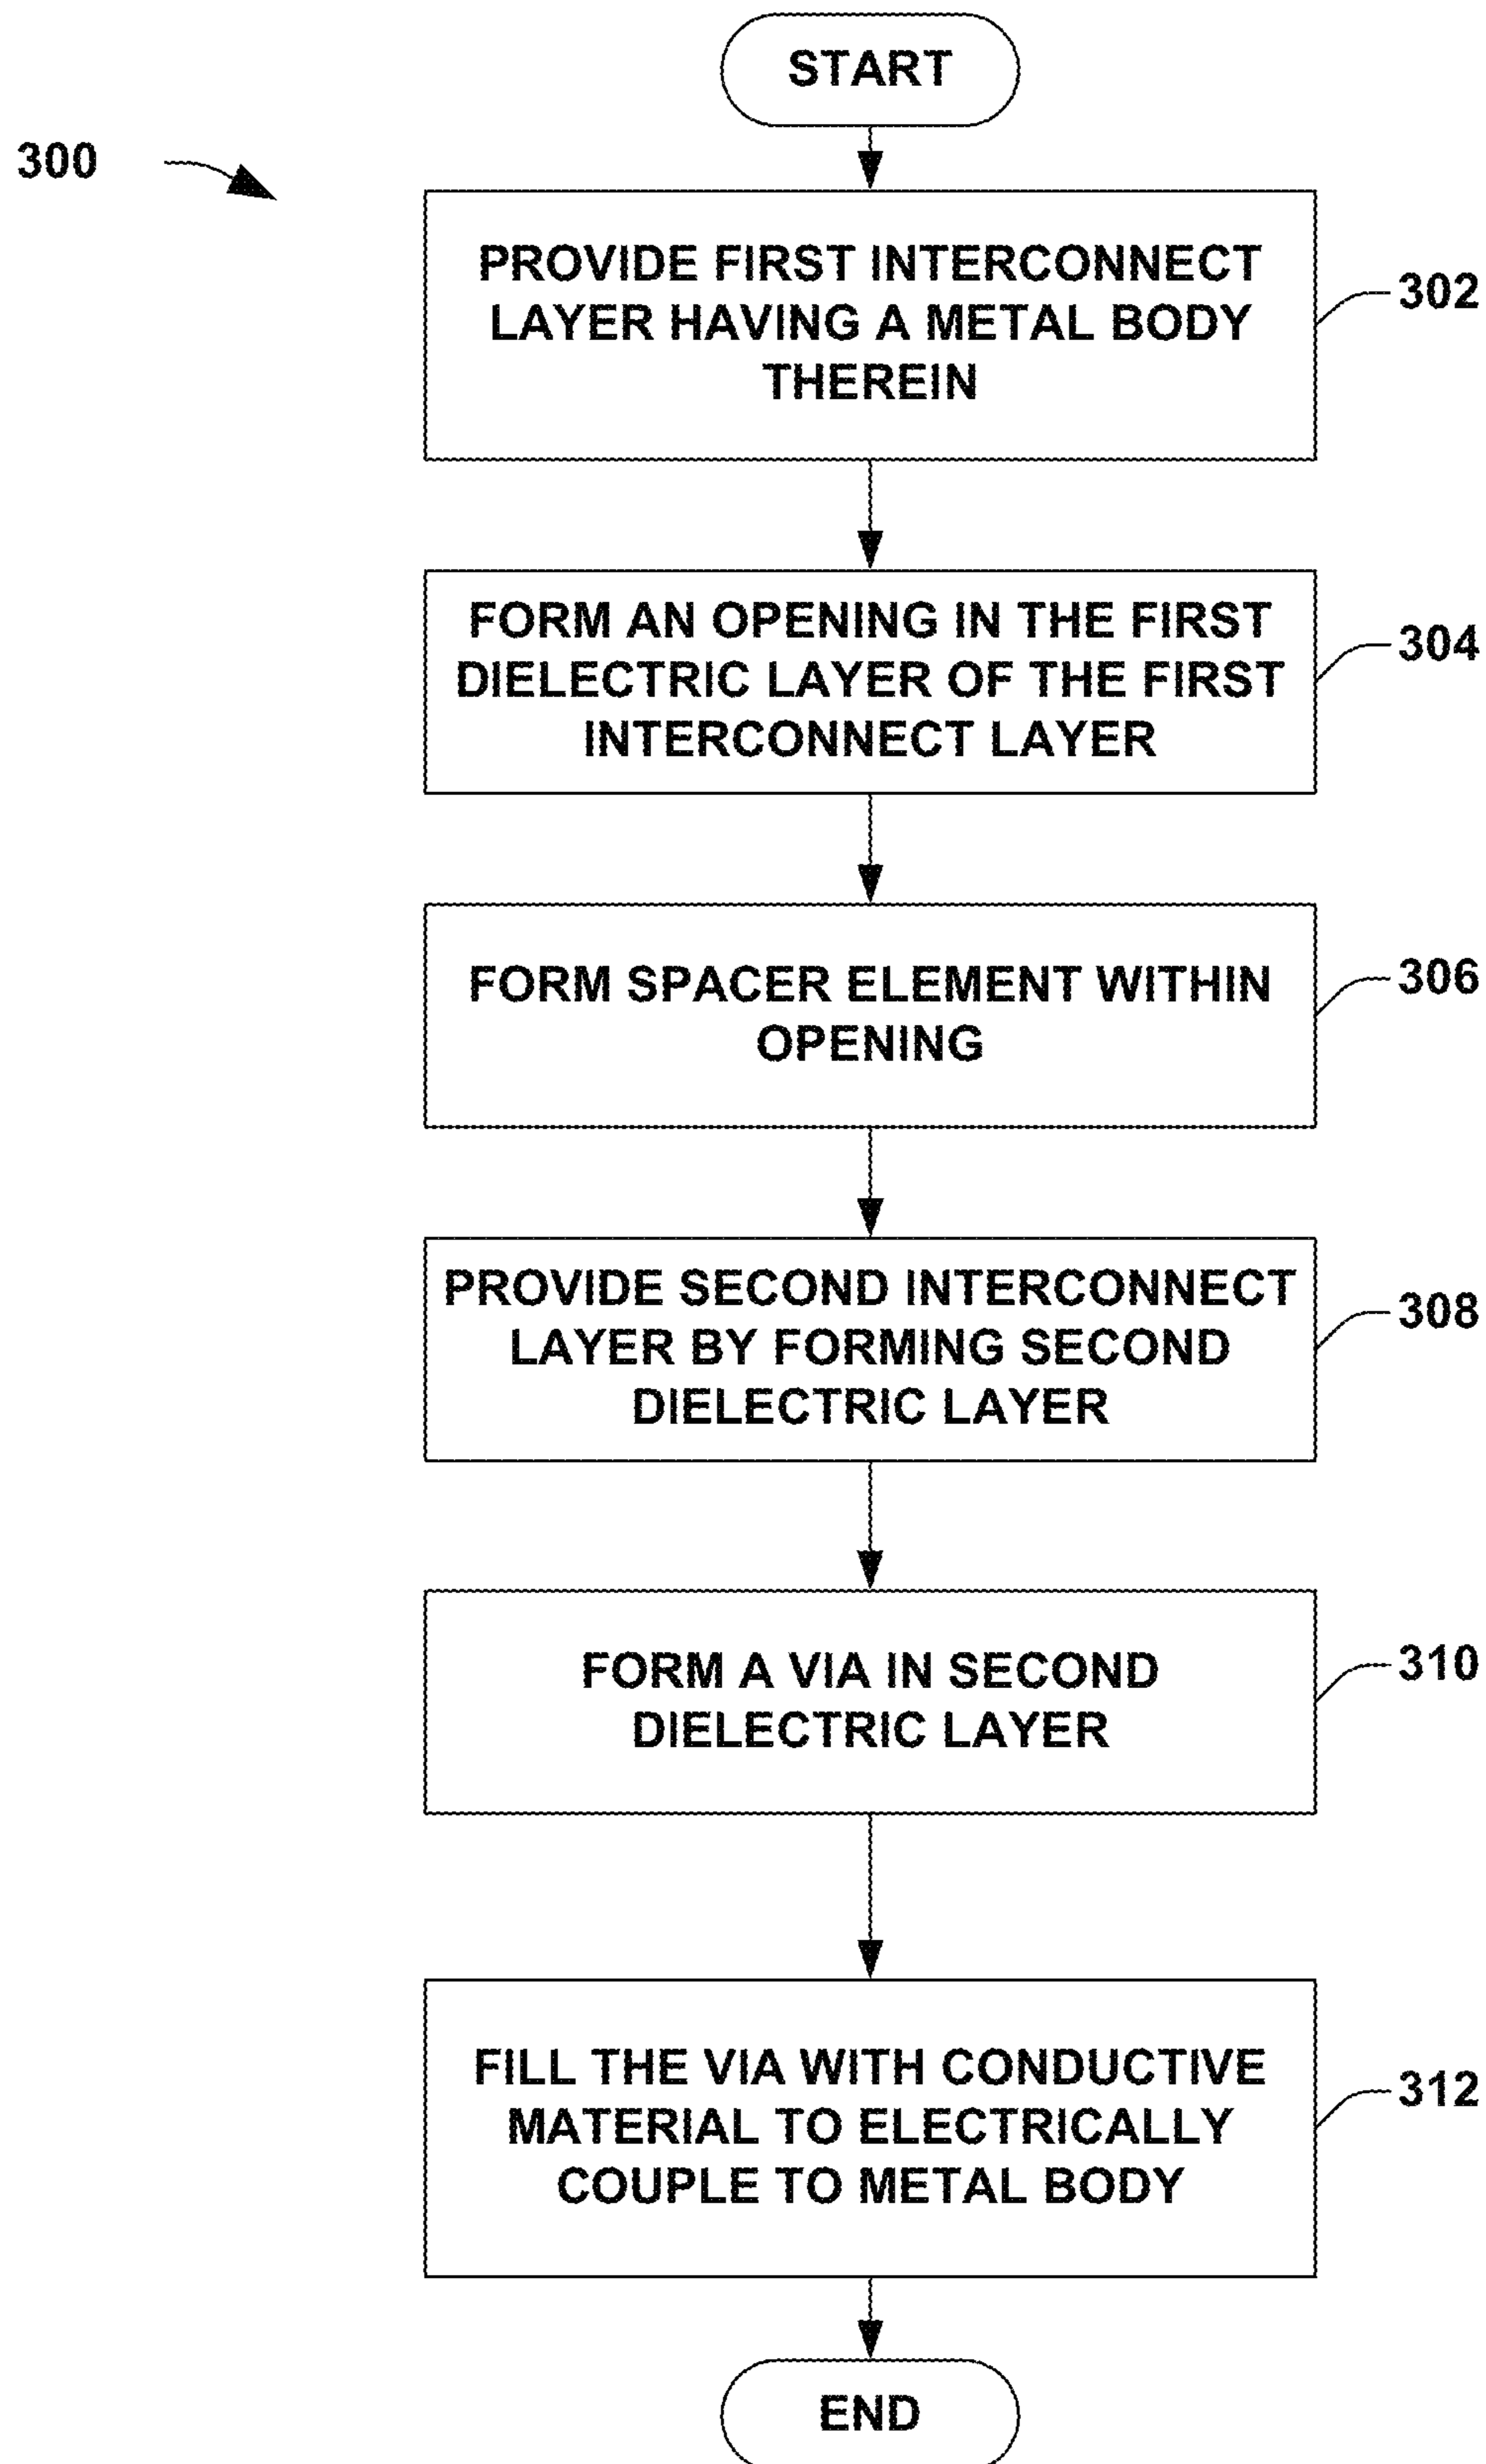 START
300
PROVIDE FIRST INTERCONNECT
LAYER HAVING A METAL BODY
THEREIN
302
FORM AN OPENING IN THE FIRST
DIELECTRIC LAYER OF THE FIRST
INTERCONNECT LAYER
304
FORM SPACER ELEMENT WITHIN
OPENING
306
PROVIDE SECOND INTERCONNECT
LAYER BY FORMING SECOND
DIELECTRIC LAYER
308
FORM A VIA IN SECOND
DIELECTRIC LAYER
310
FILL THE VIA WITH CONDUCTIVE
MATERIAL TO ELECTRICALLY
COUPLE TO METAL BODY
312
END